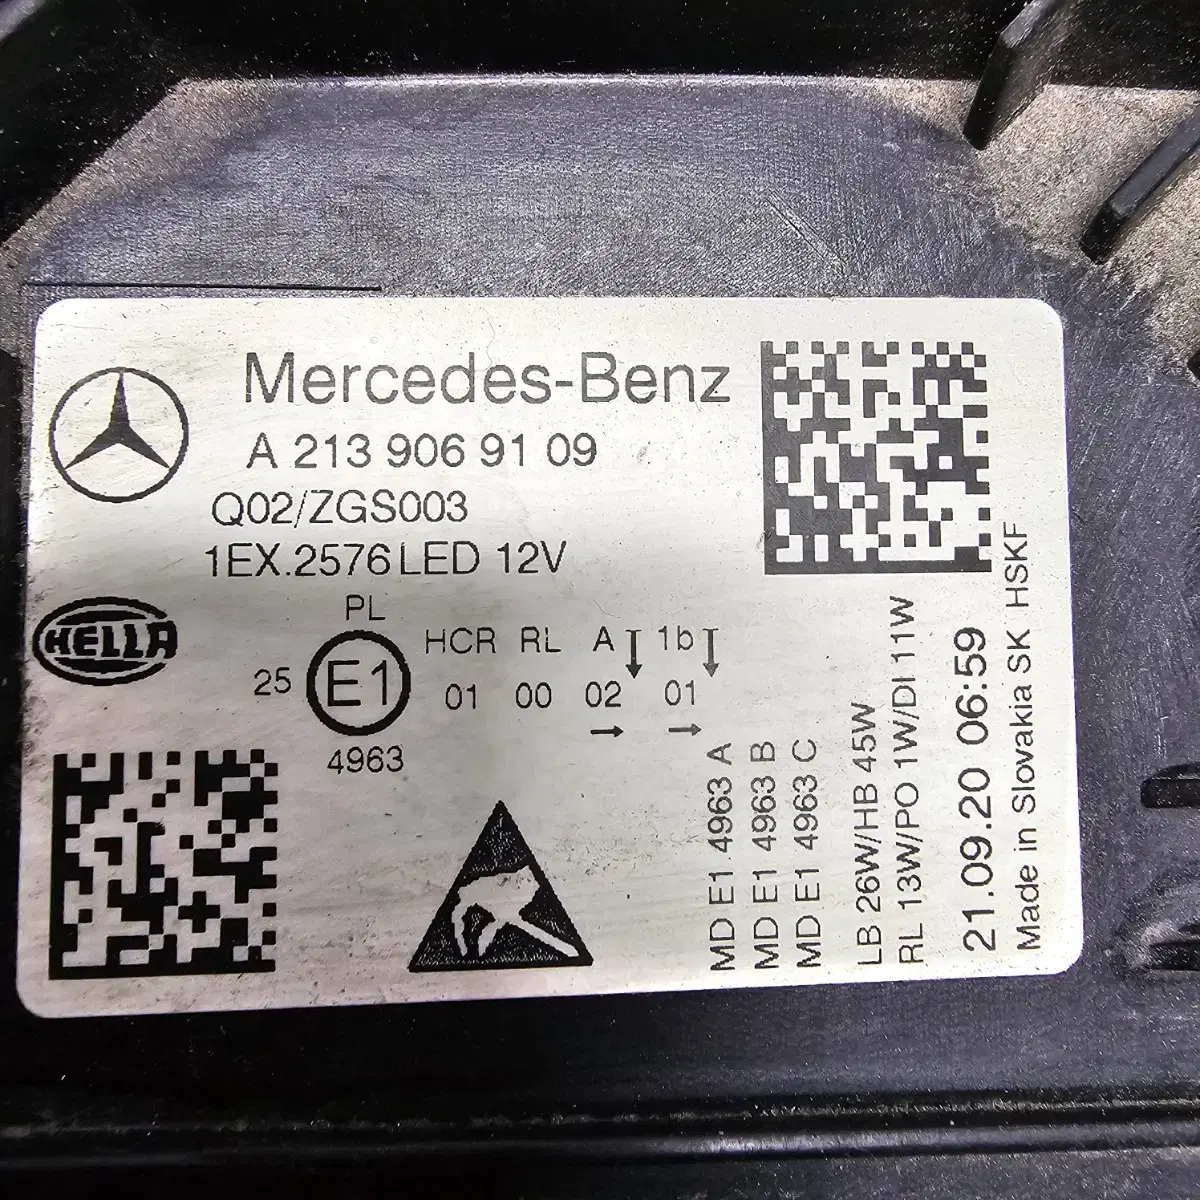 Mercedes-Benz
A 213 906 91 09
Q02/ZGS003
1EX.2576 LED 12V
HELLA
PL
25 E1
4963
HCR RL A 1b
01 00 02 01
→ →
MD E1 4963 A
MD E1 4963 B
MD E1 4963 C
LB 26W/HB 45W
RL 13W/PO 1W/DI 11W
21.09.20 06:59
Made in Slovakia SK HSKF